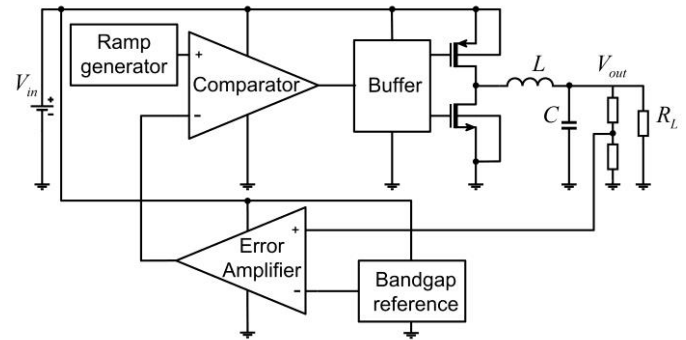 Ramp
generator
+
Comparator
−
Buffer
V_in
+
−
L
V_out
C
R_L
Error
Amplifier
+
−
Bandgap
reference